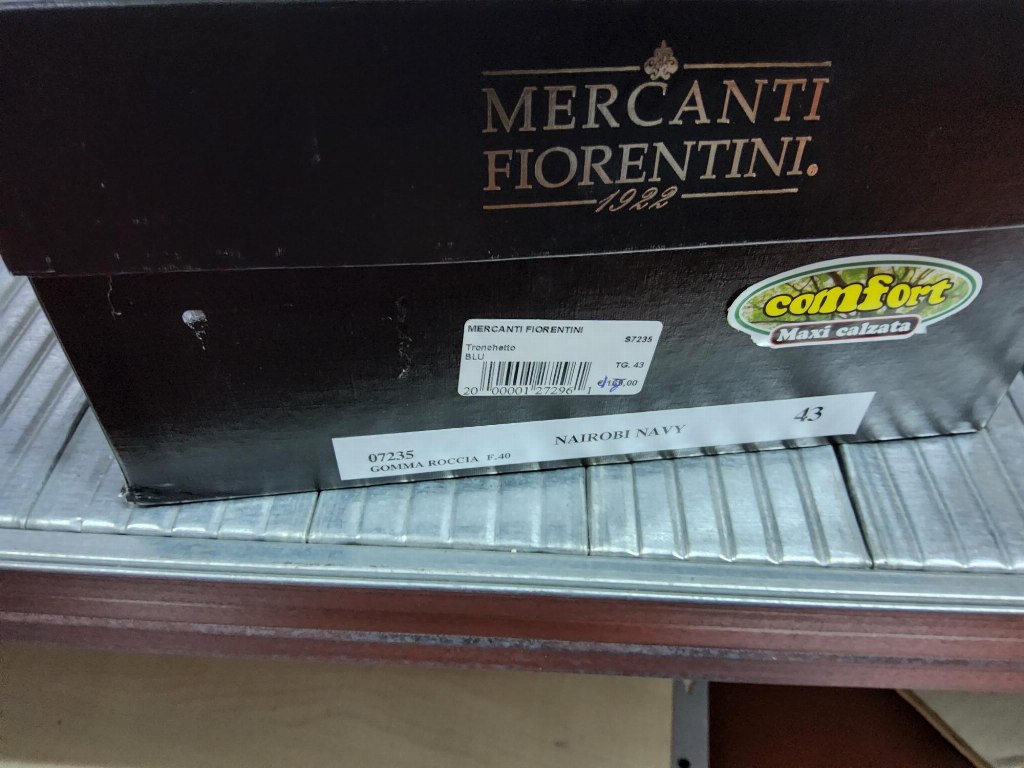 MERCANTI
FIORENTINI®
1922
comfort
Maxi calzata
MERCANTI FIORENTINI
S7235
Tronchetto
BLU
TG. 43
20 00001 27296 1
07235
NAIROBI NAVY
43
GOMMA ROCCIA F.40